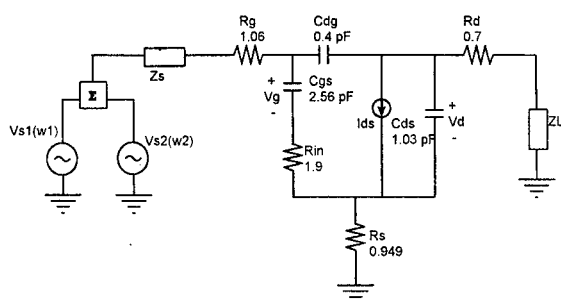 Rg
1.06
Cdg
0.4 pF
Rd
0.7
Zs
Σ
Vs1(w1)
Vs2(w2)
+
Vg
-
Cgs
2.56 pF
Ids
Cds
1.03 pF
+
Vd
-
ZL
Rin
1.9
Rs
0.949